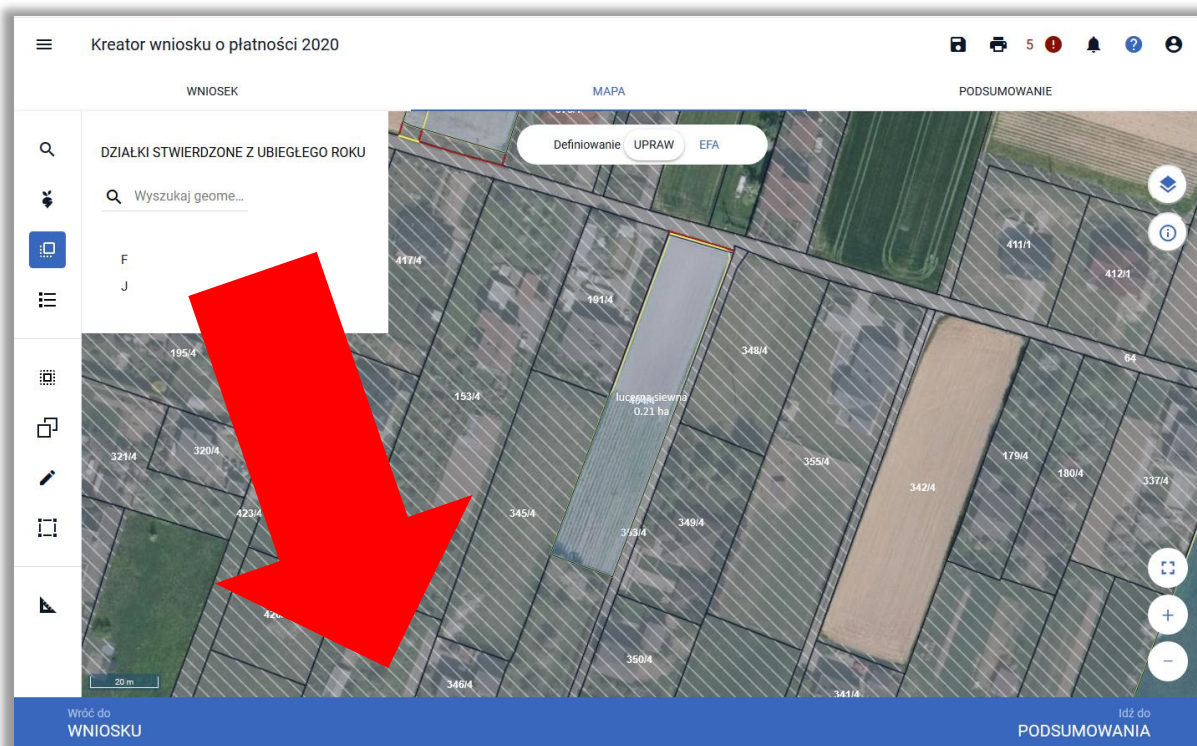 Kreator wniosku o płatności 2020
5
WNIOSEK
MAPA
PODSUMOWANIE
DZIAŁKI STWIERDZONE Z UBIEGŁEGO ROKU
Wyszukaj geome...
F
J
Definiowanie UPRAW EFA
417/4
191/4
411/1
412/1
195/4
153/4
348/4
64
lucerna siewna
0.21 ha
321/4
320/4
423/4
345/4
353/4
349/4
355/4
342/4
179/4
180/4
337/4
350/4
346/4
341/4
20 m
Wróć do
WNIOSKU
Idź do
PODSUMOWANIA